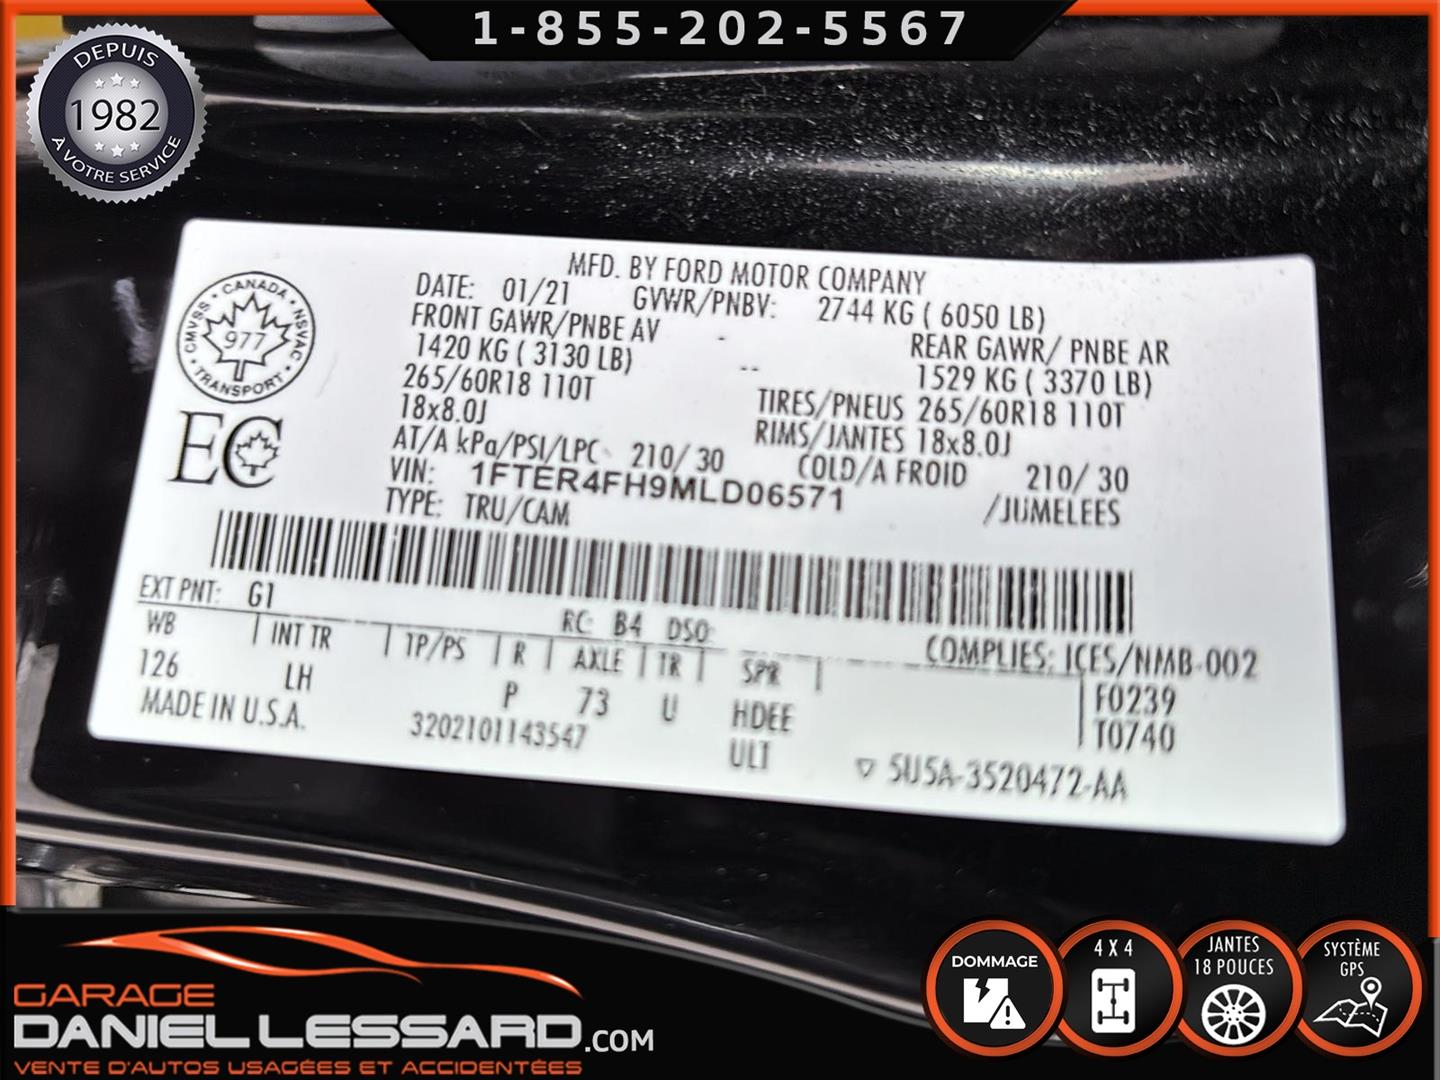 1-855-202-5567
DEPUIS
1982
À VOTRE SERVICE
MFD. BY FORD MOTOR COMPANY
DATE: 01/21 GVWR/PNBV: 2744 KG ( 6050 LB)
FRONT GAWR/PNBE AV REAR GAWR/ PNBE AR
1420 KG ( 3130 LB) -- 1529 KG ( 3370 LB)
265/60R18 110T TIRES/PNEUS 265/60R18 110T
18x8.0J RIMS/JANTES 18x8.0J
AT/A kPa/PSI/LPC 210/ 30 COLD/A FROID 210/ 30
VIN: 1FTER4FH9MLD06571 /JUMELEES
TYPE: TRU/CAM
CANADA
CMVSS NSVAC
977
TRANSPORT
EC
EXT PNT: G1 RC: B4 DSO:
WB INT TR TP/PS R AXLE TR SPR COMPLIES: ICES/NMB-002
126 LH P 73 U HDEE F0239
MADE IN U.S.A. 3202101143547 ULT T0740
5U5A-3520472-AA
GARAGE
DANIEL LESSARD.COM
VENTE D'AUTOS USAGÉES ET ACCIDENTÉES
DOMMAGE
4 X 4
JANTES
18 POUCES
SYSTÈME
GPS